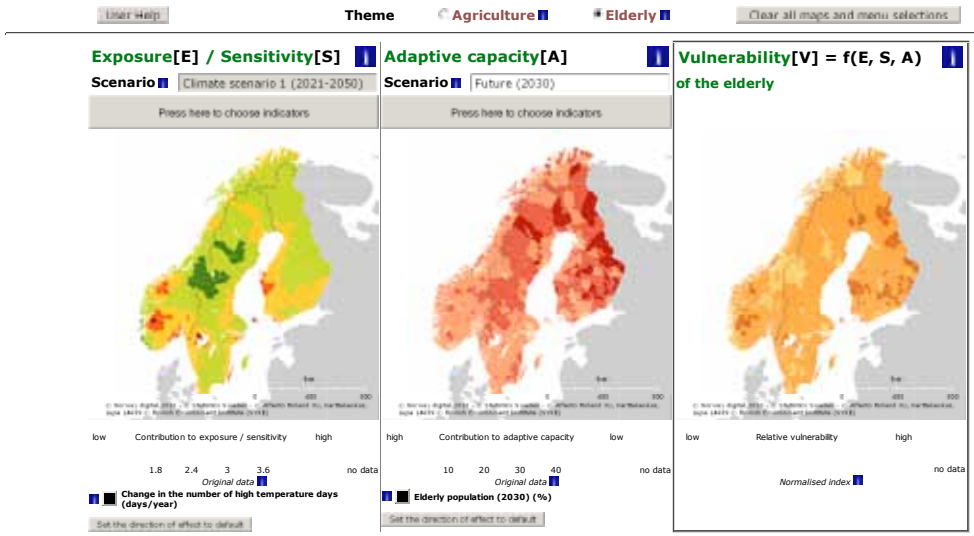 User Help
Theme
Agriculture
Elderly
Clear all maps and menu selections
Exposure[E] / Sensitivity[S]
Scenario
Climate scenario 1 (2021-2050)
Press here to choose indicators
low Contribution to exposure / sensitivity high
1.8 2.4 3 3.6 no data
Original data
Change in the number of high temperature days
(days/year)
Set the direction of effect to default
Adaptive capacity[A]
Scenario
Future (2030)
Press here to choose indicators
high Contribution to adaptive capacity low
10 20 30 40 no data
Original data
Elderly population (2030) (%)
Set the direction of effect to default
Vulnerability[V] = f(E, S, A)
of the elderly
low Relative vulnerability high
no data
Normalised index